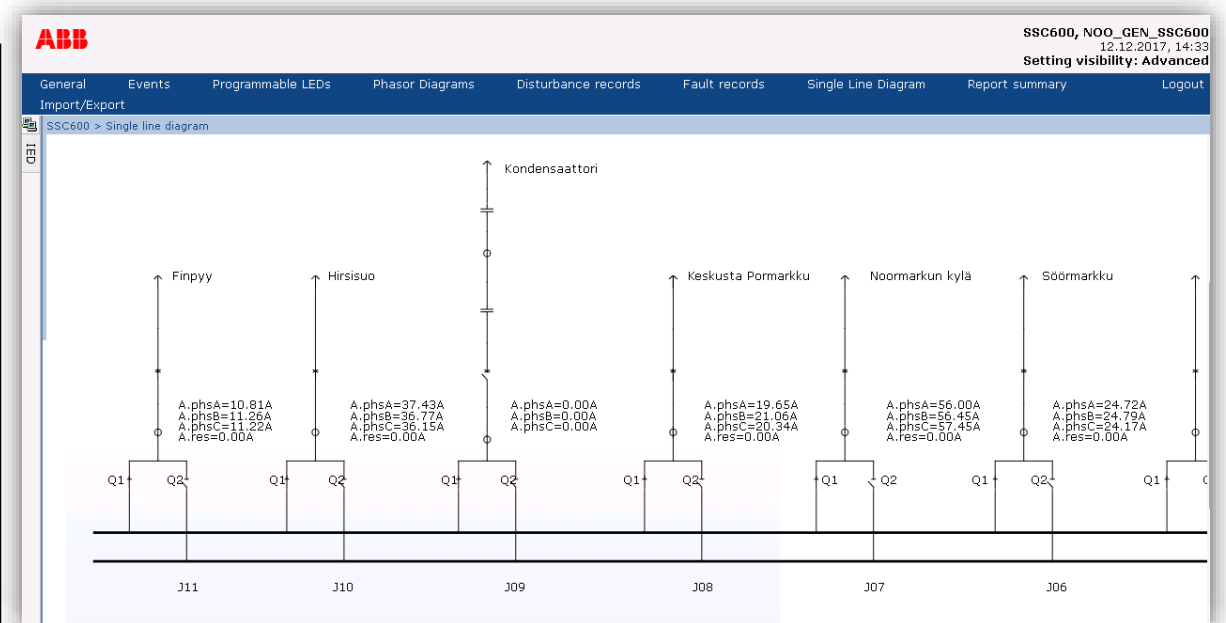 ABB
SSC600, NOO_GEN_SSC600
12.12.2017, 14:33
Setting visibility: Advanced
General Events Programmable LEDs Phasor Diagrams Disturbance records Fault records Single Line Diagram Report summary Logout
Import/Export
SSC600 > Single line diagram
IED
Kondensaattori
Finpyy Hirsisuo Keskusta Pormarkku Noormarkun kylä Söörmarkku
A.phsA=10.81A A.phsA=37.43A A.phsA=0.00A A.phsA=19.65A A.phsA=56.00A A.phsA=24.72A
A.phsB=11.26A A.phsB=36.77A A.phsB=0.00A A.phsB=21.06A A.phsB=56.45A A.phsB=24.79A
A.phsC=11.22A A.phsC=36.15A A.phsC=0.00A A.phsC=20.34A A.phsC=57.45A A.phsC=24.17A
A.res=0.00A A.res=0.00A A.res=0.00A A.res=0.00A A.res=0.00A
Q1 Q2 Q1 Q2 Q1 Q2 Q1 Q2 Q1 Q2 Q1 Q2 Q1
J11 J10 J09 J08 J07 J06